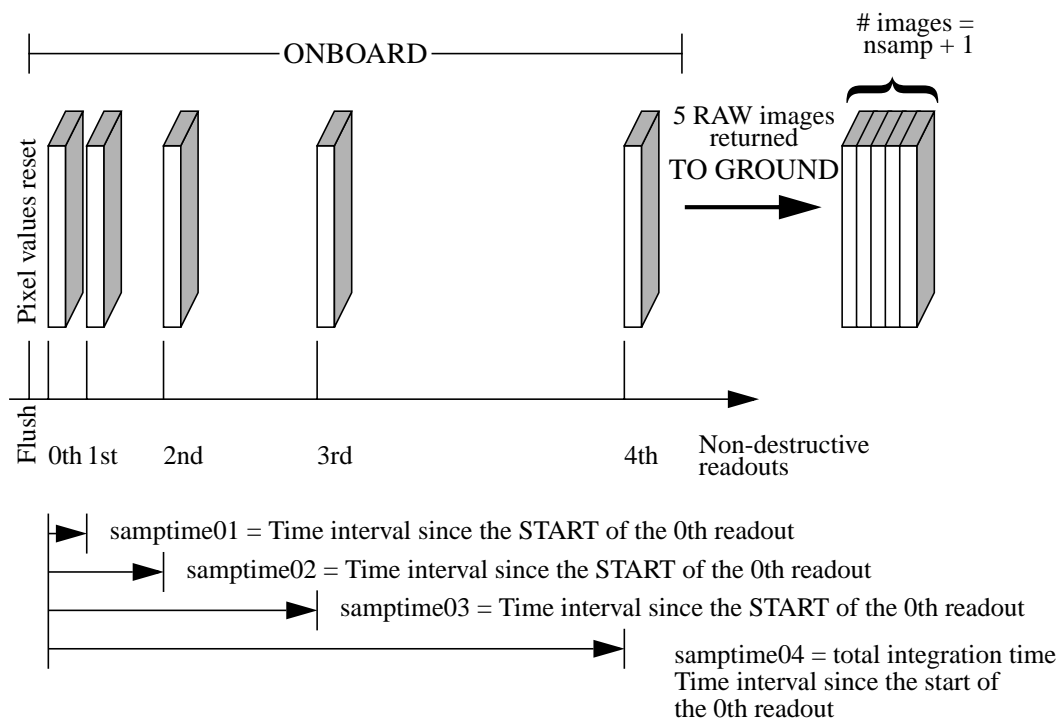 # images =
nsamp + 1
ONBOARD
Pixel values reset
5 RAW images
returned
TO GROUND
Flush
0th 1st 2nd 3rd 4th
Non-destructive
readouts
samptime01 = Time interval since the START of the 0th readout
samptime02 = Time interval since the START of the 0th readout
samptime03 = Time interval since the START of the 0th readout
samptime04 = total integration time
Time interval since the start of
the 0th readout